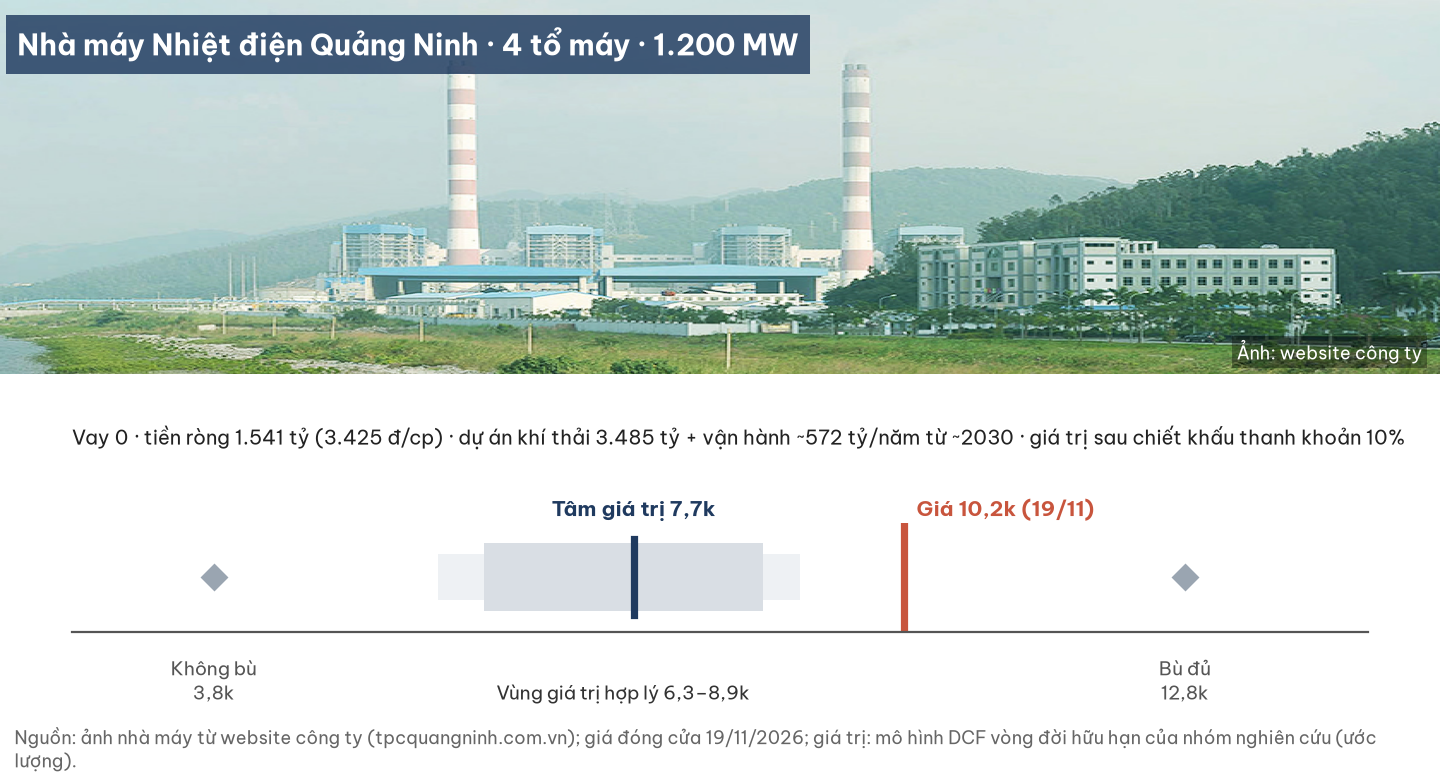 Nhà máy Nhiệt điện Quảng Ninh · 4 tổ máy · 1.200 MW
Ảnh: website công ty
Vay 0 · tiền ròng 1.541 tỷ (3.425 đ/cp) · dự án khí thải 3.485 tỷ + vận hành ~572 tỷ/năm từ ~2030 · giá trị sau chiết khấu thanh khoản 10%
Tâm giá trị 7,7k
Giá 10,2k (19/11)
Không bù
3,8k
Vùng giá trị hợp lý 6,3–8,9k
Bù đủ
12,8k
Nguồn: ảnh nhà máy từ website công ty (tpcquangninh.com.vn); giá đóng cửa 19/11/2026; giá trị: mô hình DCF vòng đời hữu hạn của nhóm nghiên cứu (ước
lượng).